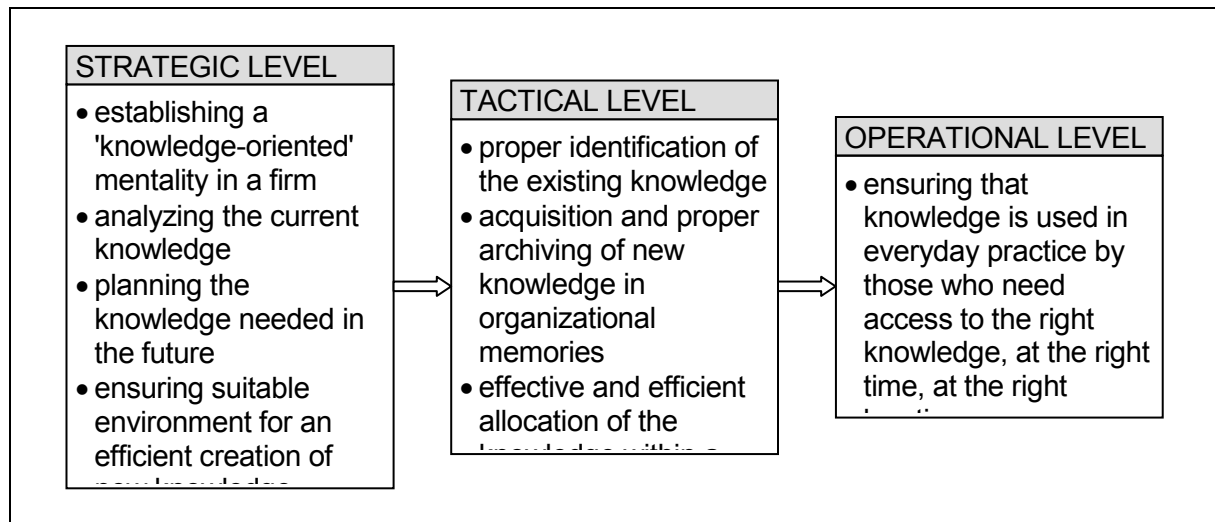 STRATEGIC LEVEL
• establishing a
'knowledge-oriented'
mentality in a firm
• analyzing the current
knowledge
• planning the
knowledge needed in
the future
• ensuring suitable
environment for an
efficient creation of
new knowledge
TACTICAL LEVEL
• proper identification of
the existing knowledge
• acquisition and proper
archiving of new
knowledge in
organizational
memories
• effective and efficient
allocation of the
knowledge within a
OPERATIONAL LEVEL
• ensuring that
knowledge is used in
everyday practice by
those who need
access to the right
knowledge, at the right
time, at the right